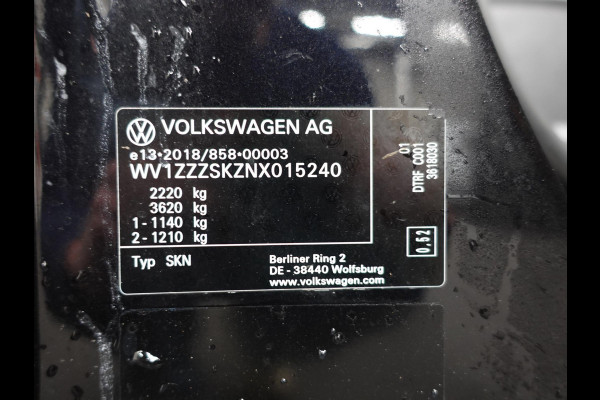 VOLKSWAGEN AG
e13*2018/858*00003
WV1ZZZSKZNX015240
2220 kg
3620 kg
1 - 1140 kg
2 - 1210 kg
Typ SKN
Berliner Ring 2
DE - 38440 Wolfsburg
www.volkswagen.com
01
DTRF C001
3618030
0.52